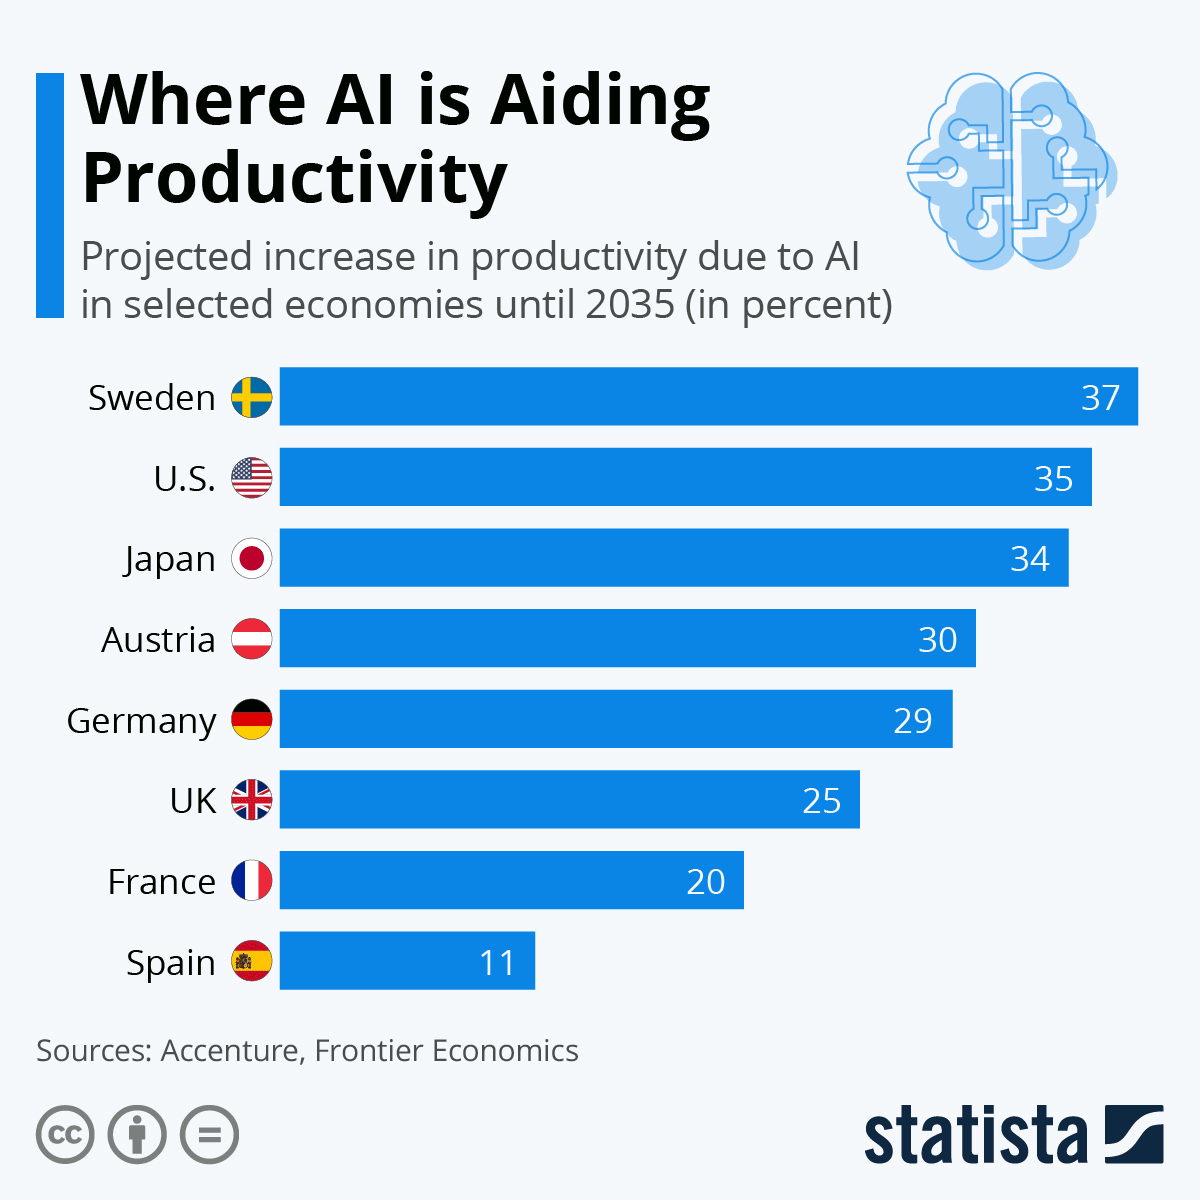 Where AI is Aiding
Productivity
Projected increase in productivity due to AI
in selected economies until 2035 (in percent)
Sweden 37
U.S. 35
Japan 34
Austria 30
Germany 29
UK 25
France 20
Spain 11
Sources: Accenture, Frontier Economics
cc =
statista